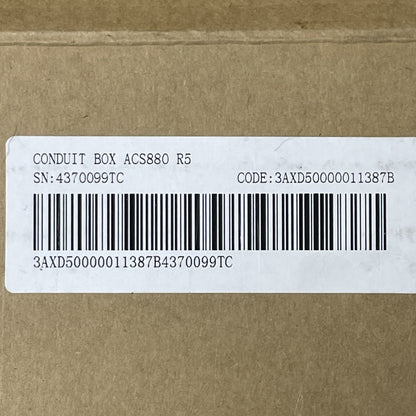 CONDUIT BOX ACS880 R5
SN:4370099TC CODE:3AXD50000011387B
3AXD50000011387B4370099TC